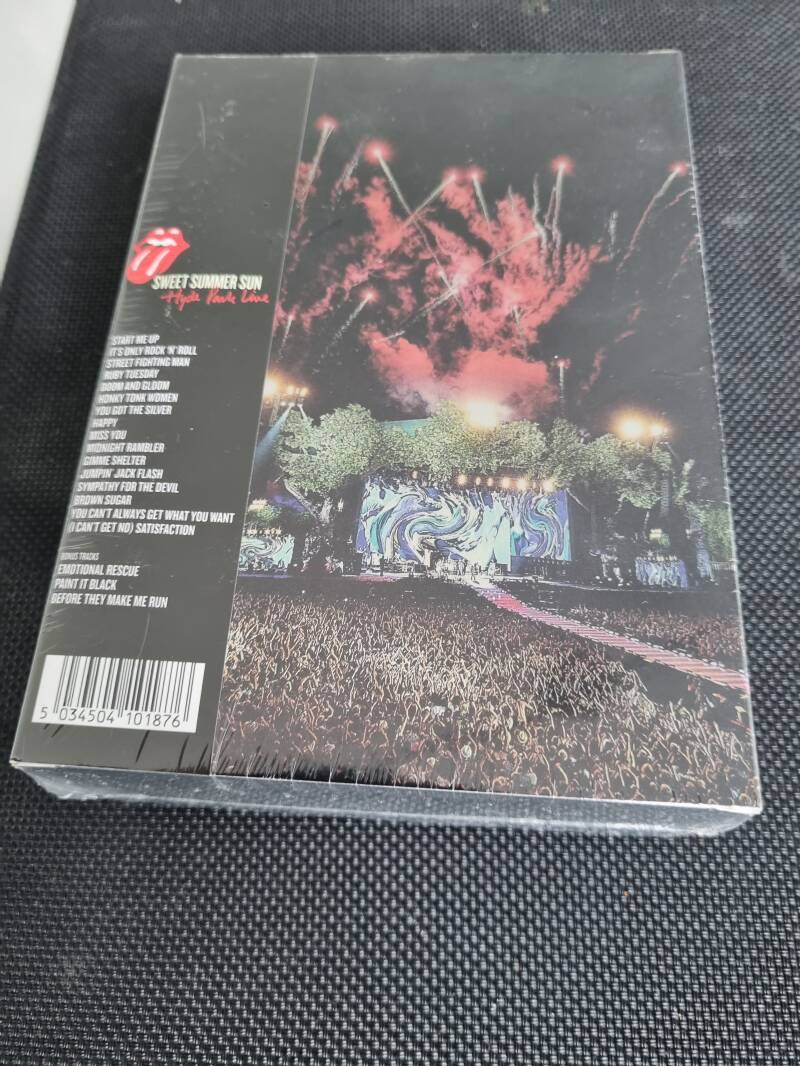 SWEET SUMMER SUN
Hyde Park Live
START ME UP
IT'S ONLY ROCK 'N' ROLL
STREET FIGHTING MAN
RUBY TUESDAY
DOOM AND GLOOM
HONKY TONK WOMEN
YOU GOT THE SILVER
HAPPY
MISS YOU
MIDNIGHT RAMBLER
GIMME SHELTER
JUMPIN' JACK FLASH
SYMPATHY FOR THE DEVIL
BROWN SUGAR
YOU CAN'T ALWAYS GET WHAT YOU WANT
(I CAN'T GET NO) SATISFACTION
BONUS TRACKS
EMOTIONAL RESCUE
PAINT IT BLACK
BEFORE THEY MAKE ME RUN
5 034504 101876